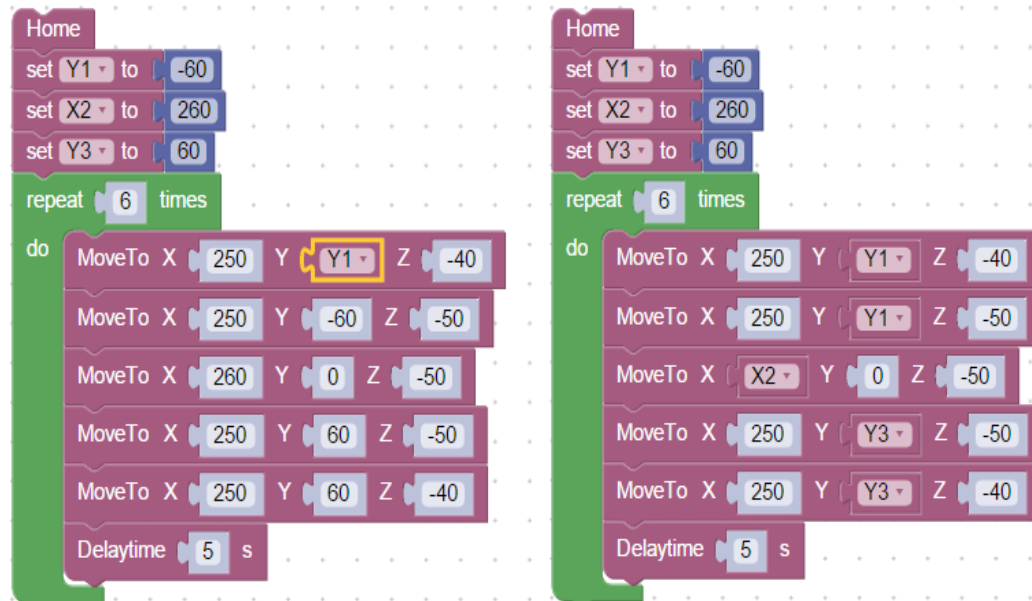 Home
set Y1 to -60
set X2 to 260
set Y3 to 60
repeat 6 times
do MoveTo X 250 Y Y1 Z -40
MoveTo X 250 Y -60 Z -50
MoveTo X 260 Y 0 Z -50
MoveTo X 250 Y 60 Z -50
MoveTo X 250 Y 60 Z -40
Delaytime 5 s
Home
set Y1 to -60
set X2 to 260
set Y3 to 60
repeat 6 times
do MoveTo X 250 Y Y1 Z -40
MoveTo X 250 Y Y1 Z -50
MoveTo X X2 Y 0 Z -50
MoveTo X 250 Y Y3 Z -50
MoveTo X 250 Y Y3 Z -40
Delaytime 5 s